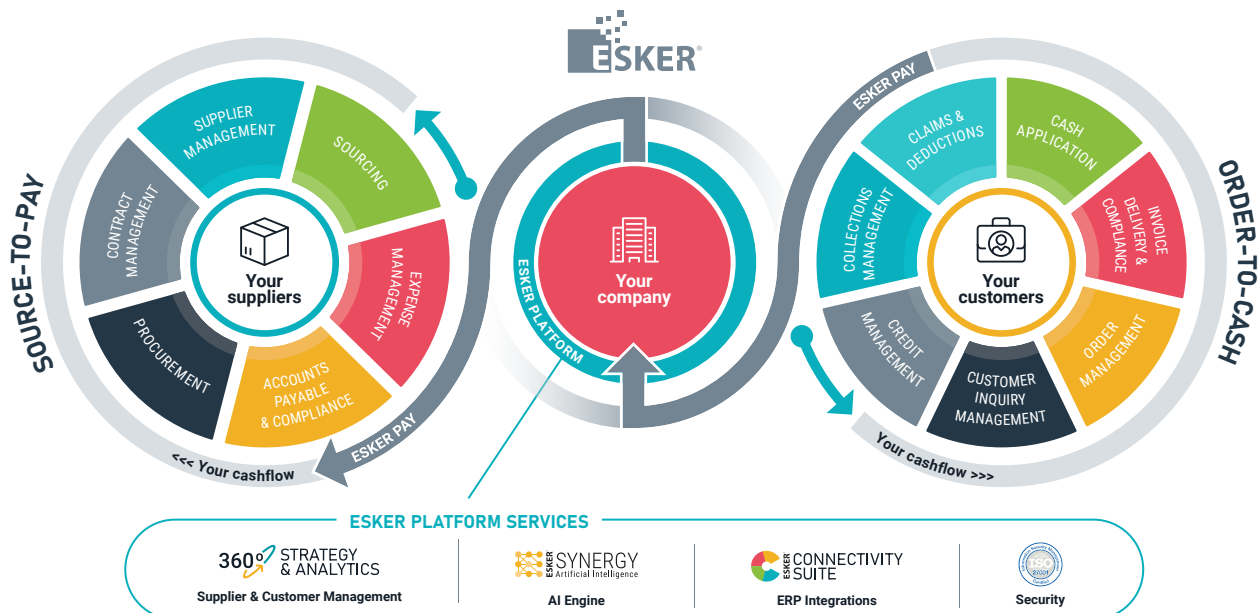 ESKER®
SOURCE-TO-PAY
SUPPLIER
MANAGEMENT
SOURCING
CONTRACT
MANAGEMENT
EXPENSE
MANAGEMENT
PROCUREMENT
ACCOUNTS
PAYABLE
& COMPLIANCE
Your
suppliers
<<< Your cashflow
ESKER PAY
ESKER PLATFORM
Your
company
ESKER PAY
CLAIMS &
DEDUCTIONS
CASH
APPLICATION
COLLECTIONS
MANAGEMENT
INVOICE
DELIVERY &
COMPLIANCE
CREDIT
MANAGEMENT
ORDER
MANAGEMENT
CUSTOMER
INQUIRY
MANAGEMENT
Your
customers
Your cashflow >>>
ORDER-TO-CASH
ESKER PLATFORM SERVICES
360° STRATEGY
& ANALYTICS
Supplier & Customer Management
ESKER SYNERGY
Artificial Intelligence
AI Engine
ESKER CONNECTIVITY
SUITE
ERP Integrations
ISO
27001
Security